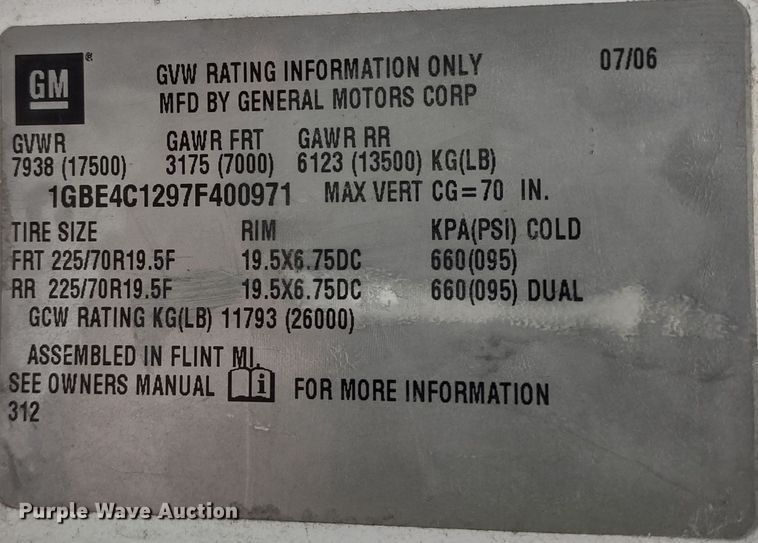 GM®
GVW RATING INFORMATION ONLY 07/06
MFD BY GENERAL MOTORS CORP
GVWR GAWR FRT GAWR RR
7938 (17500) 3175 (7000) 6123 (13500) KG(LB)
1GBE4C1297F400971 MAX VERT CG=70 IN.
TIRE SIZE RIM KPA(PSI) COLD
FRT 225/70R19.5F 19.5X6.75DC 660(095)
RR 225/70R19.5F 19.5X6.75DC 660(095) DUAL
GCW RATING KG(LB) 11793 (26000)
ASSEMBLED IN FLINT MI.
SEE OWNERS MANUAL i FOR MORE INFORMATION
312
Purple Wave Auction